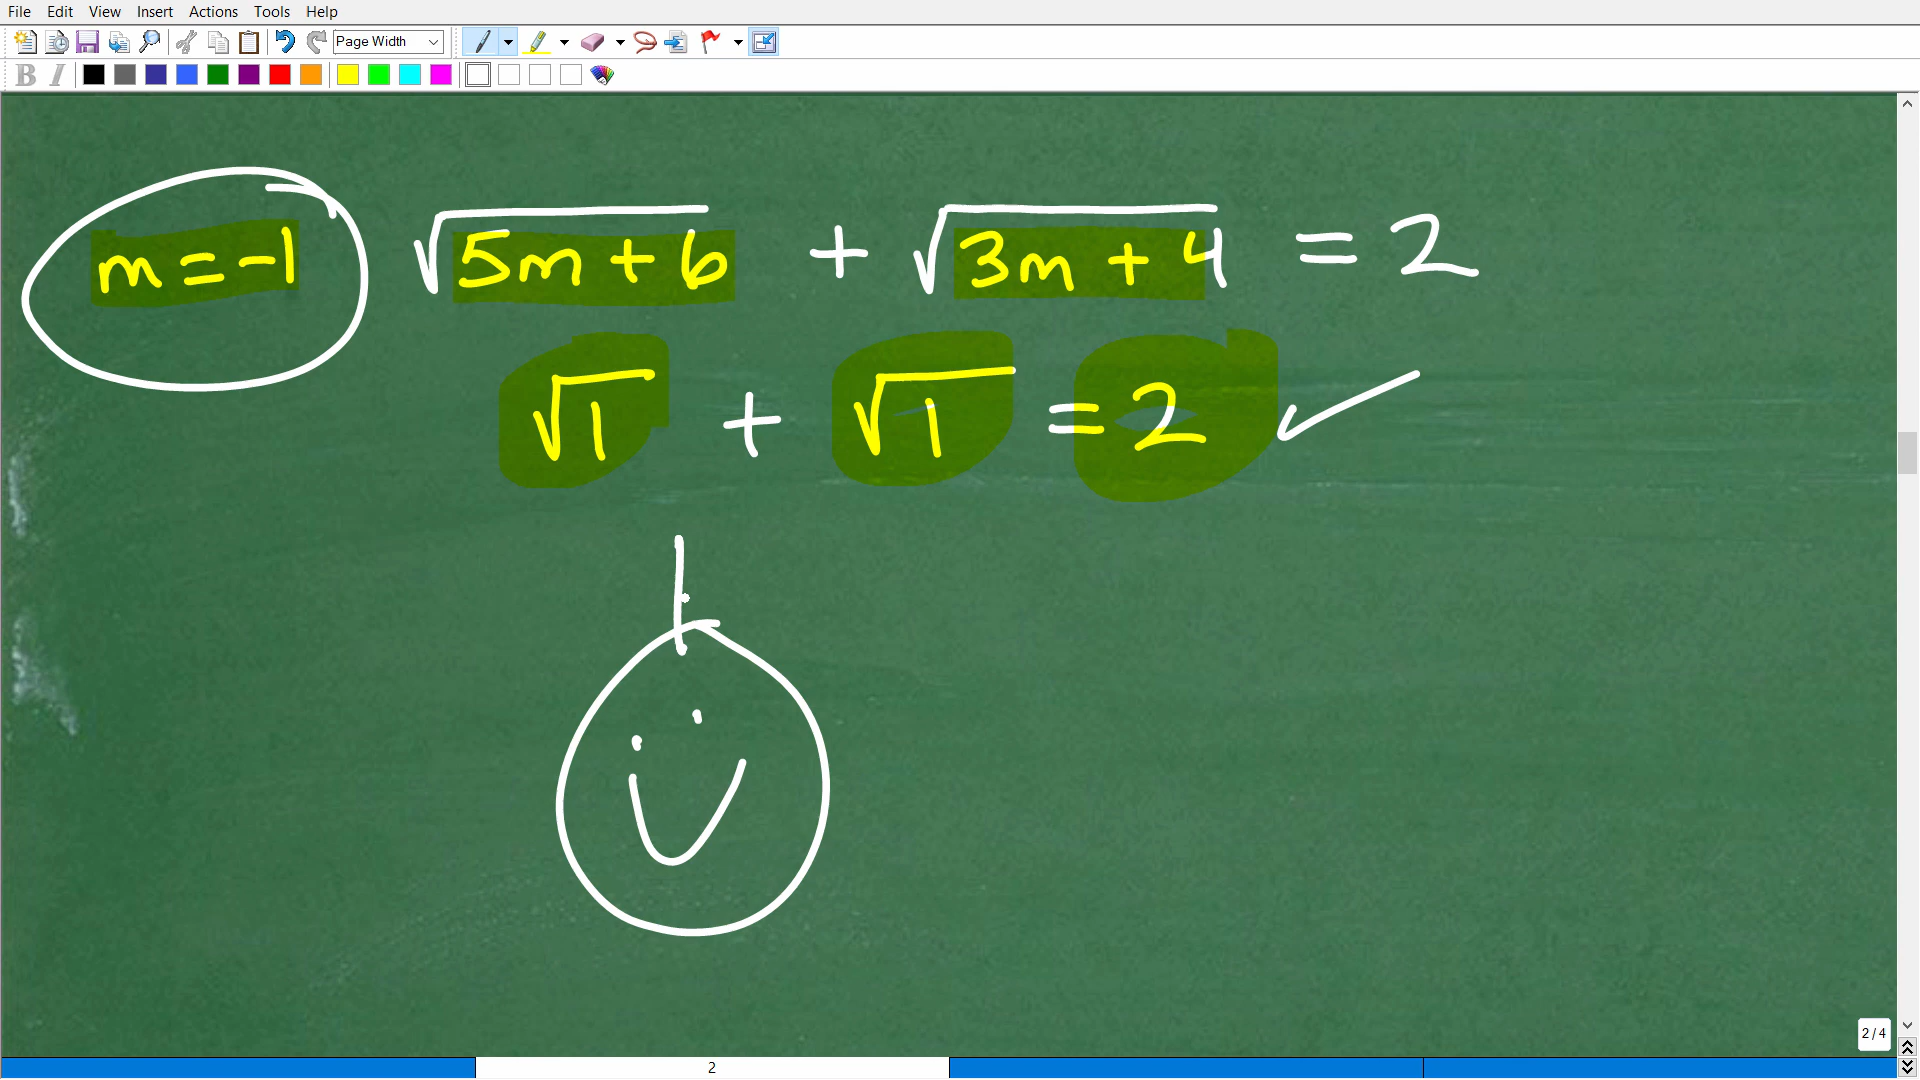 File Edit View Insert Actions Tools Help
Page Width
B I
m = -1 √(5m + 6) + √(3m + 4) = 2
√1 + √1 = 2 ✓
2 / 4
2